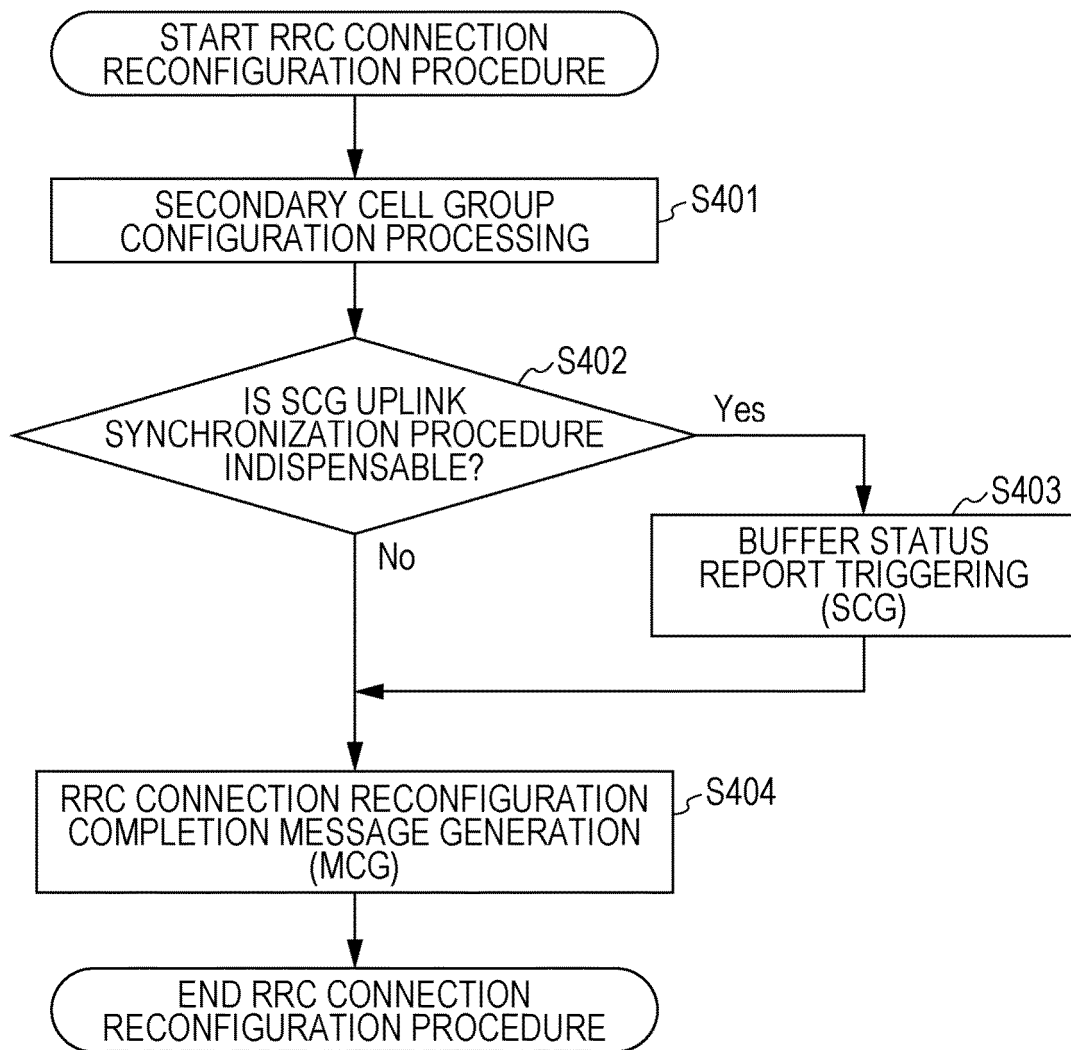 START RRC CONNECTION
RECONFIGURATION PROCEDURE
SECONDARY CELL GROUP
CONFIGURATION PROCESSING
S401
IS SCG UPLINK
SYNCHRONIZATION PROCEDURE
INDISPENSABLE?
S402
Yes
No
BUFFER STATUS
REPORT TRIGGERING
(SCG)
S403
RRC CONNECTION RECONFIGURATION
COMPLETION MESSAGE GENERATION
(MCG)
S404
END RRC CONNECTION
RECONFIGURATION PROCEDURE